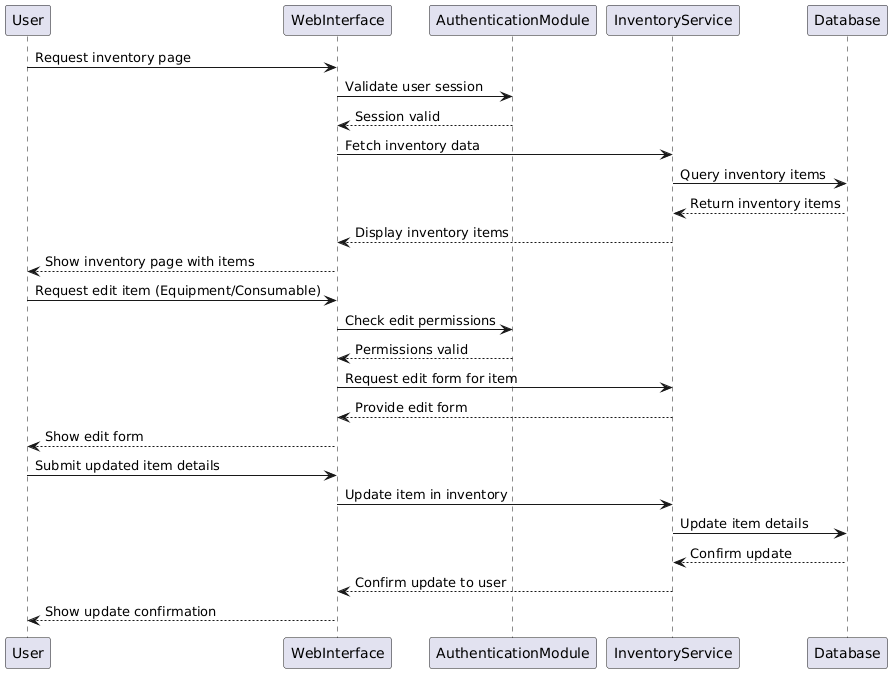 User WebInterface AuthenticationModule InventoryService Database
Request inventory page
Validate user session
Session valid
Fetch inventory data
Query inventory items
Return inventory items
Display inventory items
Show inventory page with items
Request edit item (Equipment/Consumable)
Check edit permissions
Permissions valid
Request edit form for item
Provide edit form
Show edit form
Submit updated item details
Update item in inventory
Update item details
Confirm update
Confirm update to user
Show update confirmation
User WebInterface AuthenticationModule InventoryService Database